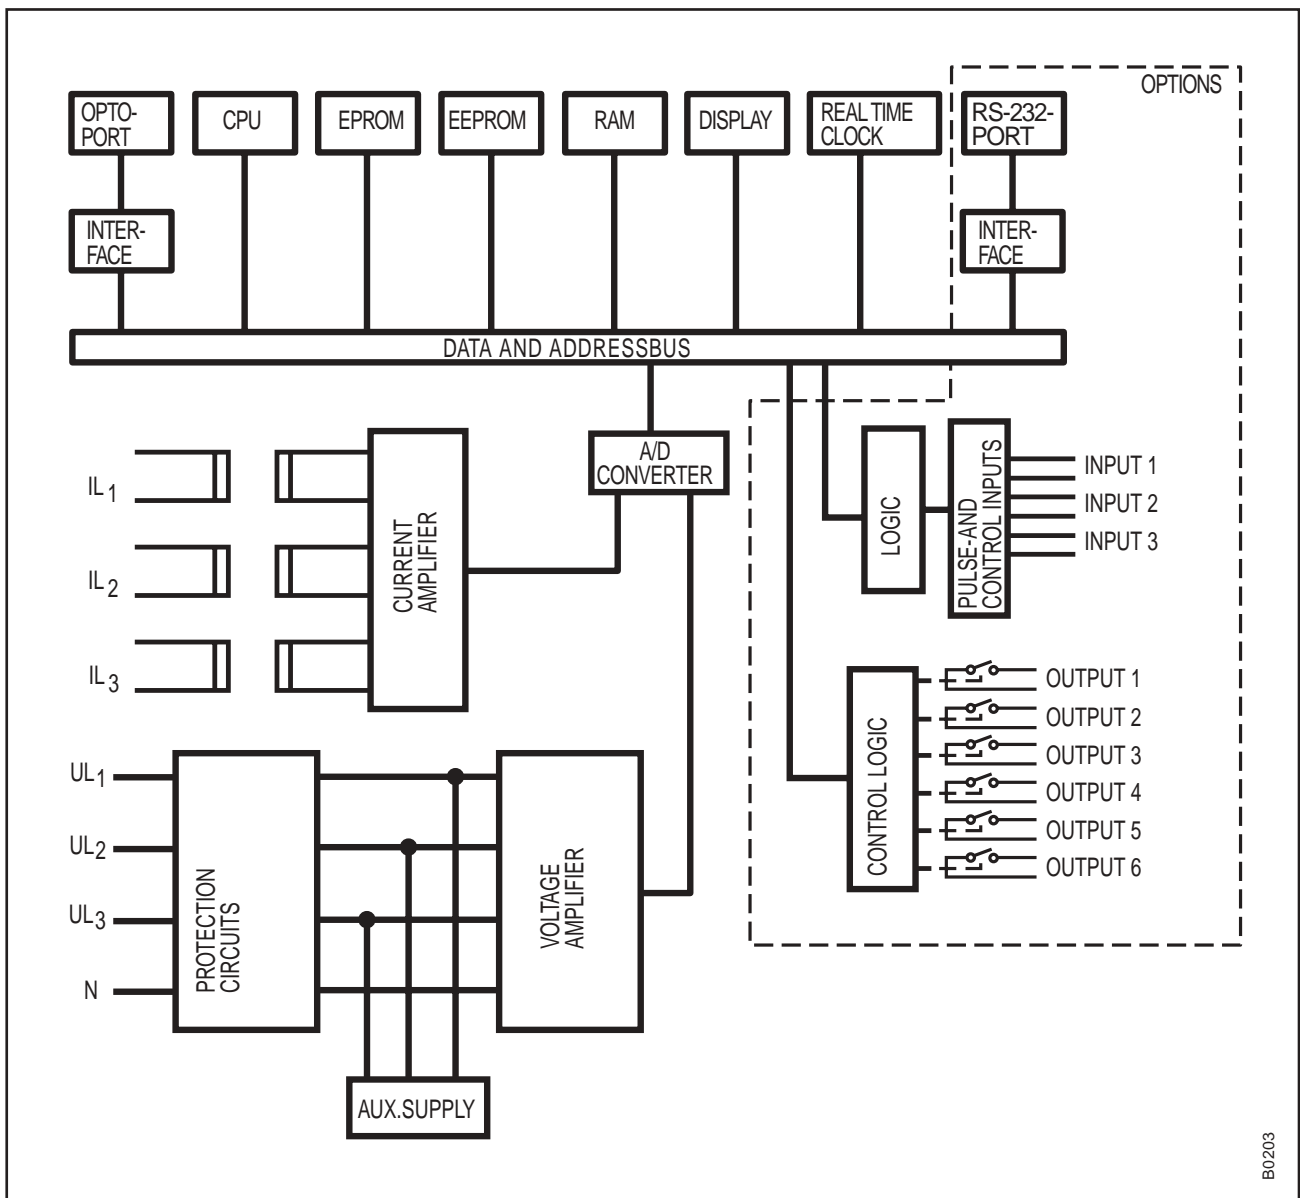 OPTIONS
OPTO-
PORT
CPU
EPROM
EEPROM
RAM
DISPLAY
REAL TIME
CLOCK
RS-232-
PORT
INTER-
FACE
INTER-
FACE
DATA AND ADDRESSBUS
A/D
CONVERTER
IL1
IL2
IL3
CURRENT
AMPLIFIER
LOGIC
PULSE-AND
CONTROL INPUTS
INPUT 1
INPUT 2
INPUT 3
CONTROL LOGIC
OUTPUT 1
OUTPUT 2
OUTPUT 3
OUTPUT 4
OUTPUT 5
OUTPUT 6
UL1
UL2
UL3
N
PROTECTION
CIRCUITS
VOLTAGE
AMPLIFIER
AUX.SUPPLY
B0203